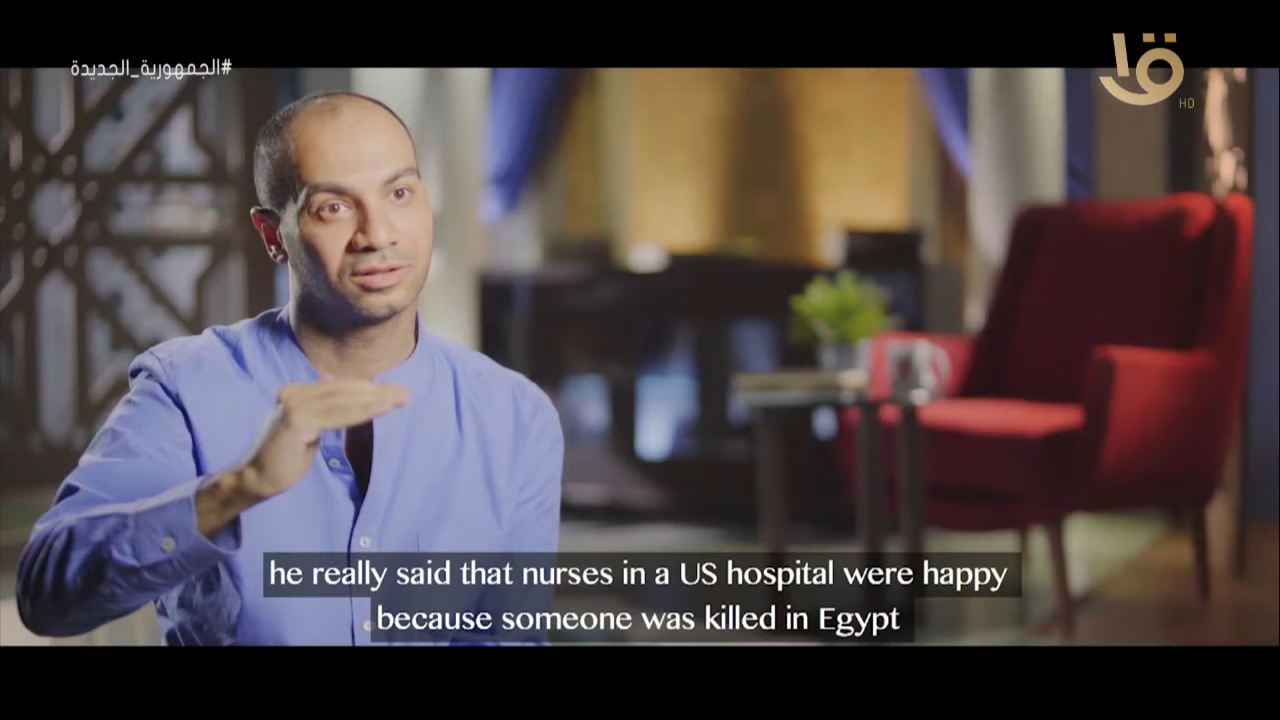 #الجمهورية_الجديدة
HD
he really said that nurses in a US hospital were happy
because someone was killed in Egypt